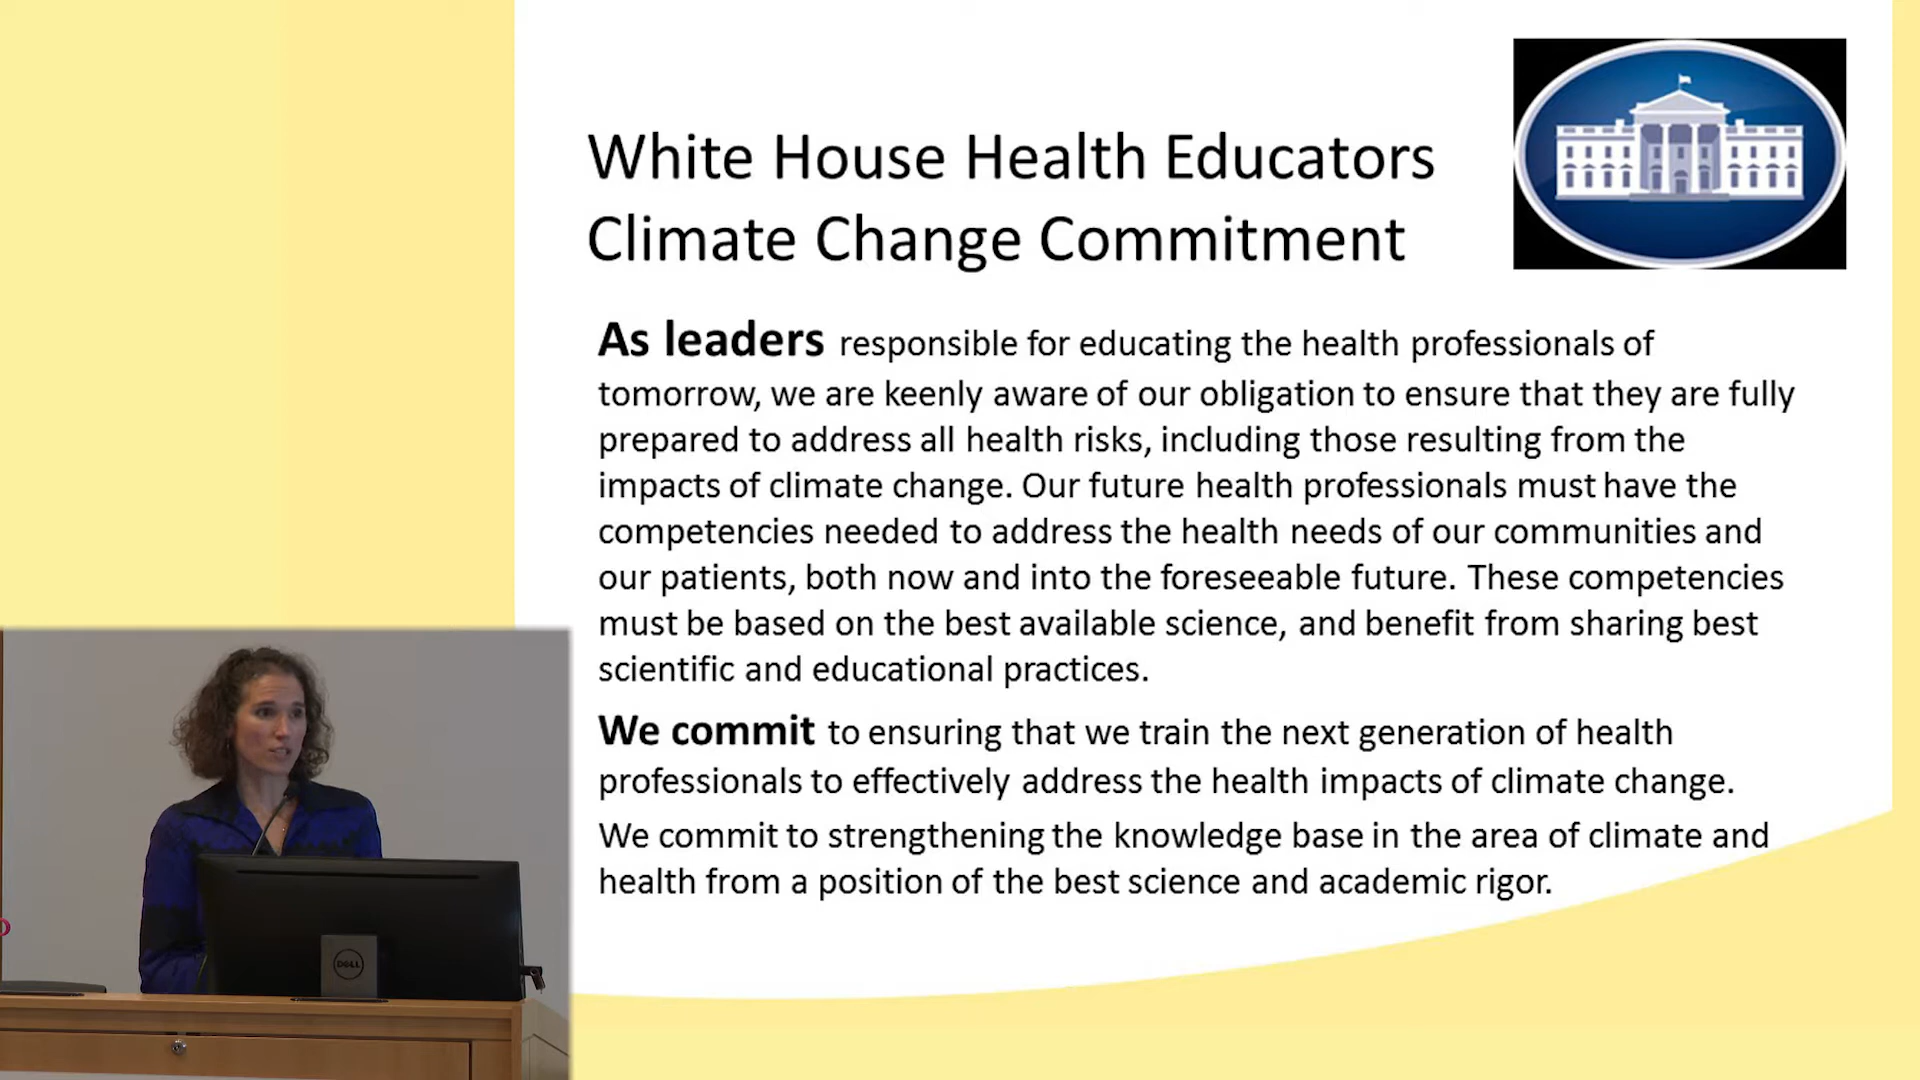 White House Health Educators
Climate Change Commitment
As leaders responsible for educating the health professionals of
tomorrow, we are keenly aware of our obligation to ensure that they are fully
prepared to address all health risks, including those resulting from the
impacts of climate change. Our future health professionals must have the
competencies needed to address the health needs of our communities and
our patients, both now and into the foreseeable future. These competencies
must be based on the best available science, and benefit from sharing best
scientific and educational practices.
We commit to ensuring that we train the next generation of health
professionals to effectively address the health impacts of climate change.
We commit to strengthening the knowledge base in the area of climate and
health from a position of the best science and academic rigor.
DELL